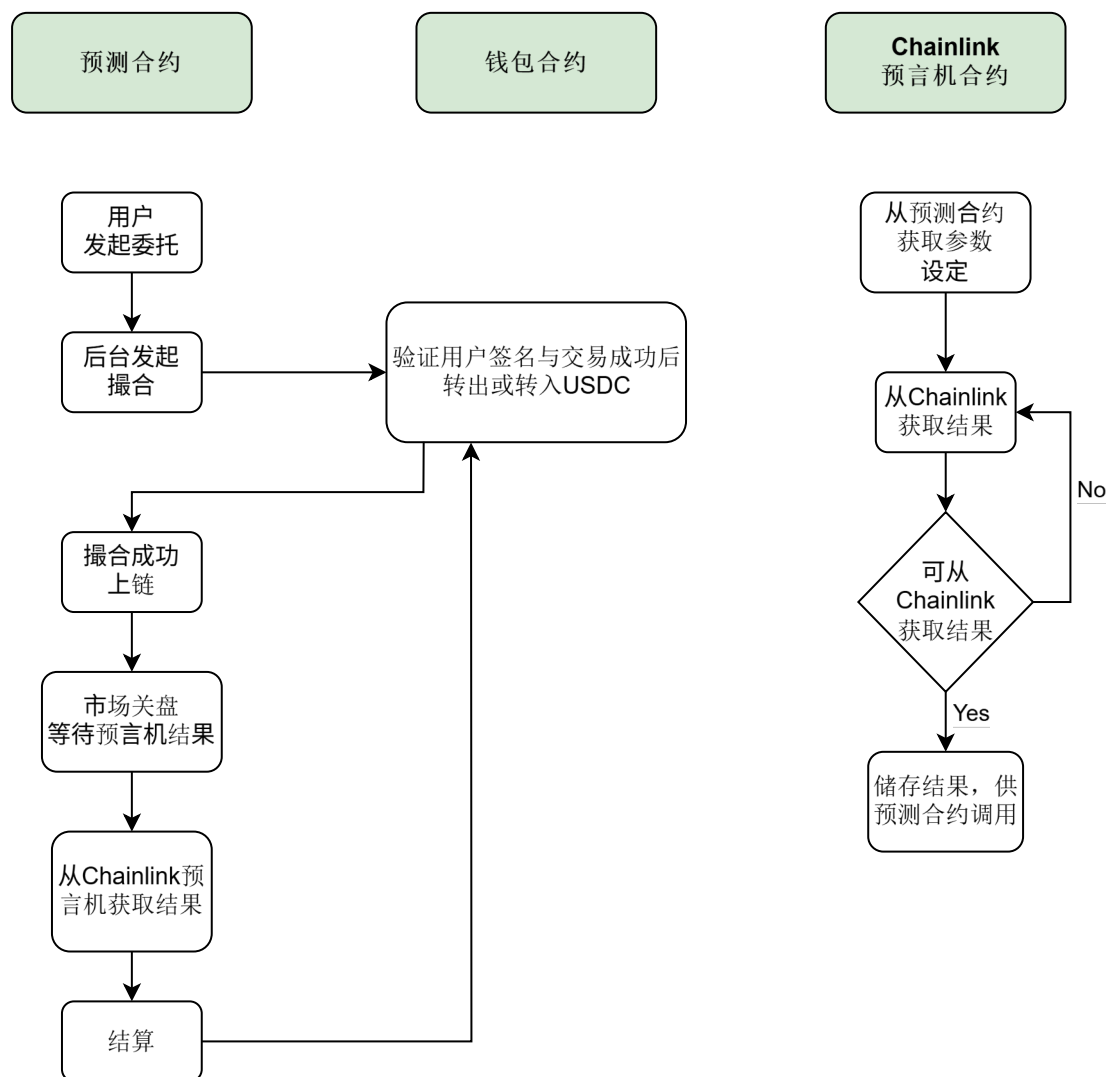 预测合约
钱包合约
Chainlink
预言机合约
用户
发起委托
后台发起
撮合
验证用户签名与交易成功后
转出或转入USDC
撮合成功
上链
市场关盘
等待预言机结果
从Chainlink预
言机获取结果
结算
从预测合约
获取参数
设定
从Chainlink
获取结果
No
可从
Chainlink
获取结果
Yes
储存结果，供
预测合约调用